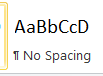 AaBbCcD
¶ No Spacing